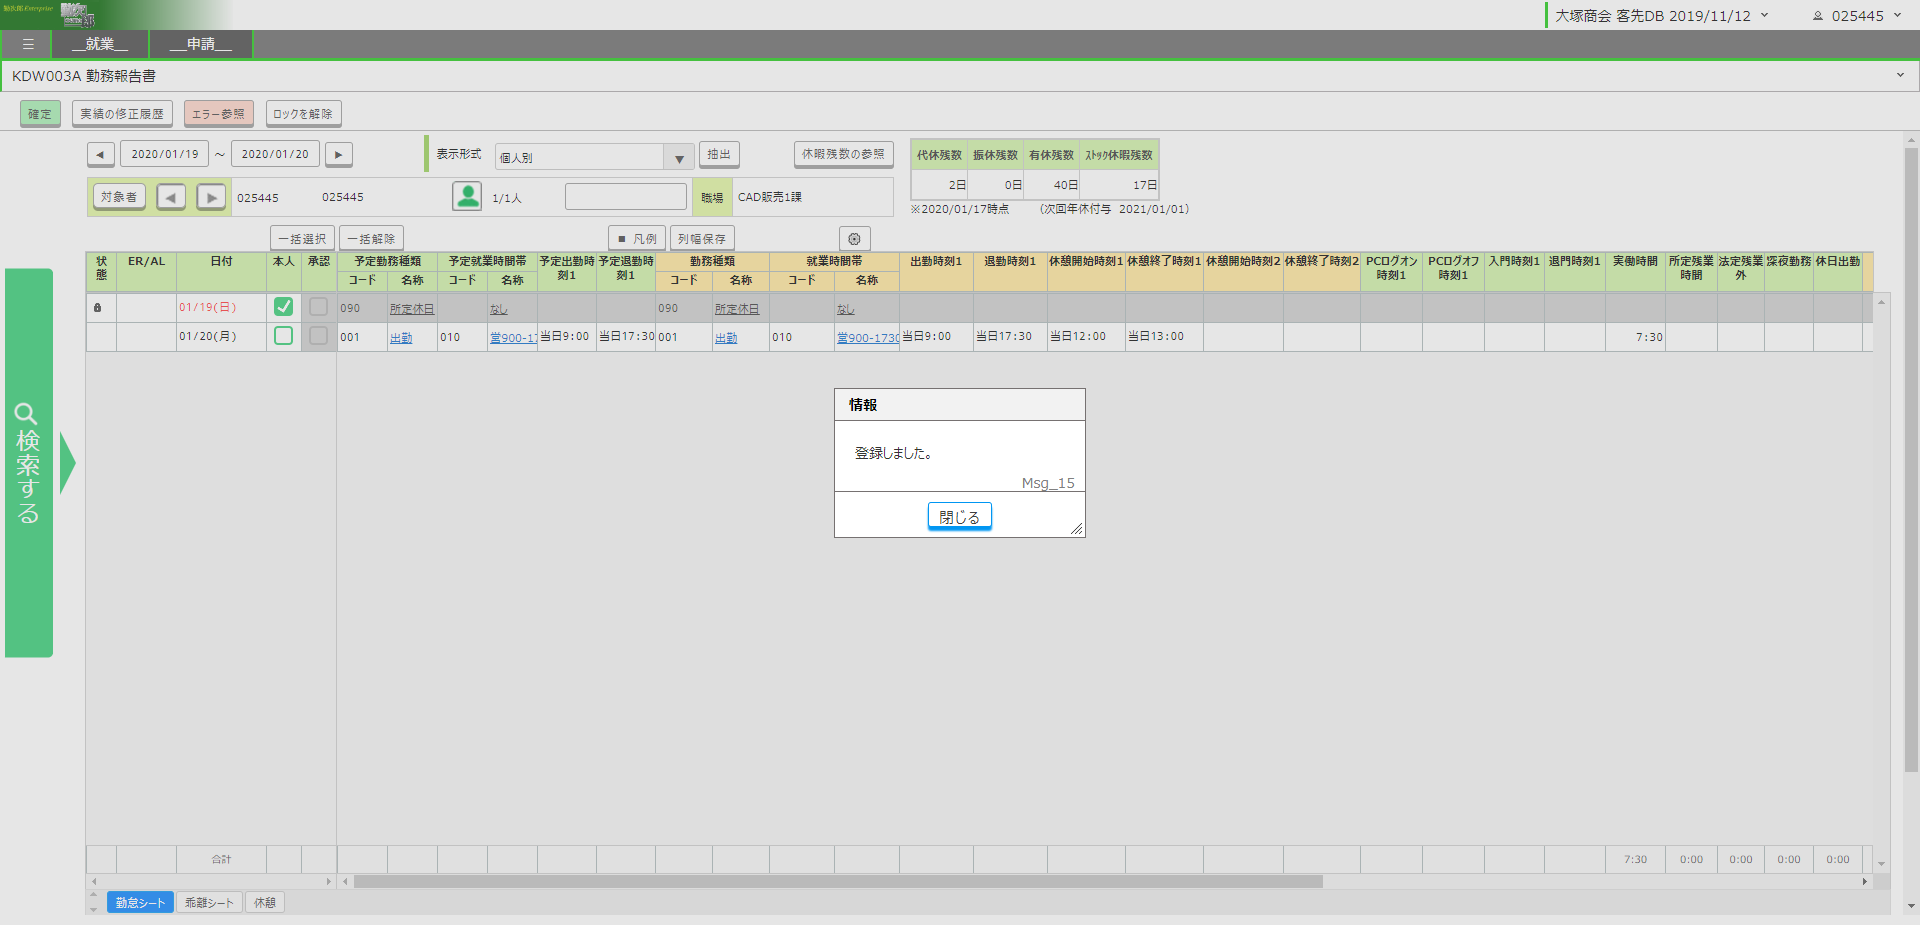 勤次郎 Enterprise
大塚商会 客先DB 2019/11/12
025445
__就業__
__申請__
KDW003A 勤務報告書
確定
実績の修正履歴
エラー参照
ロックを解除
2020/01/19 ～ 2020/01/20
表示形式
個人別
抽出
休暇残数の参照
代休残数 振休残数 有休残数 ｽﾄｯｸ休暇残数
2日 0日 40日 17日
※2020/01/17時点 （次回年休付与 2021/01/01）
対象者
025445 025445
1/1人
職場 CAD販売1課
一括選択 一括解除
■ 凡例 列幅保存
状態 ER/AL 日付 本人 承認 予定勤務種類 予定就業時間帯 予定出勤時刻1 予定退勤時刻1 勤務種類 就業時間帯 出勤時刻1 退勤時刻1 休憩開始時刻1 休憩終了時刻1 休憩開始時刻2 休憩終了時刻2 PCログオン時刻1 PCログオフ時刻1 入門時刻1 退門時刻1 実働時間 所定残業時間 法定残業外 深夜勤務 休日出勤
コード 名称 コード 名称 コード 名称 コード 名称
01/19(日) 090 所定休日 なし 090 所定休日 なし
01/20(月) 001 出勤 010 営900-17 当日9:00 当日17:30 001 出勤 010 営900-1730 当日9:00 当日17:30 当日12:00 当日13:00 7:30
検索する
情報
登録しました。
Msg_15
閉じる
合計 7:30 0:00 0:00 0:00 0:00
勤怠シート 乖離シート 休憩